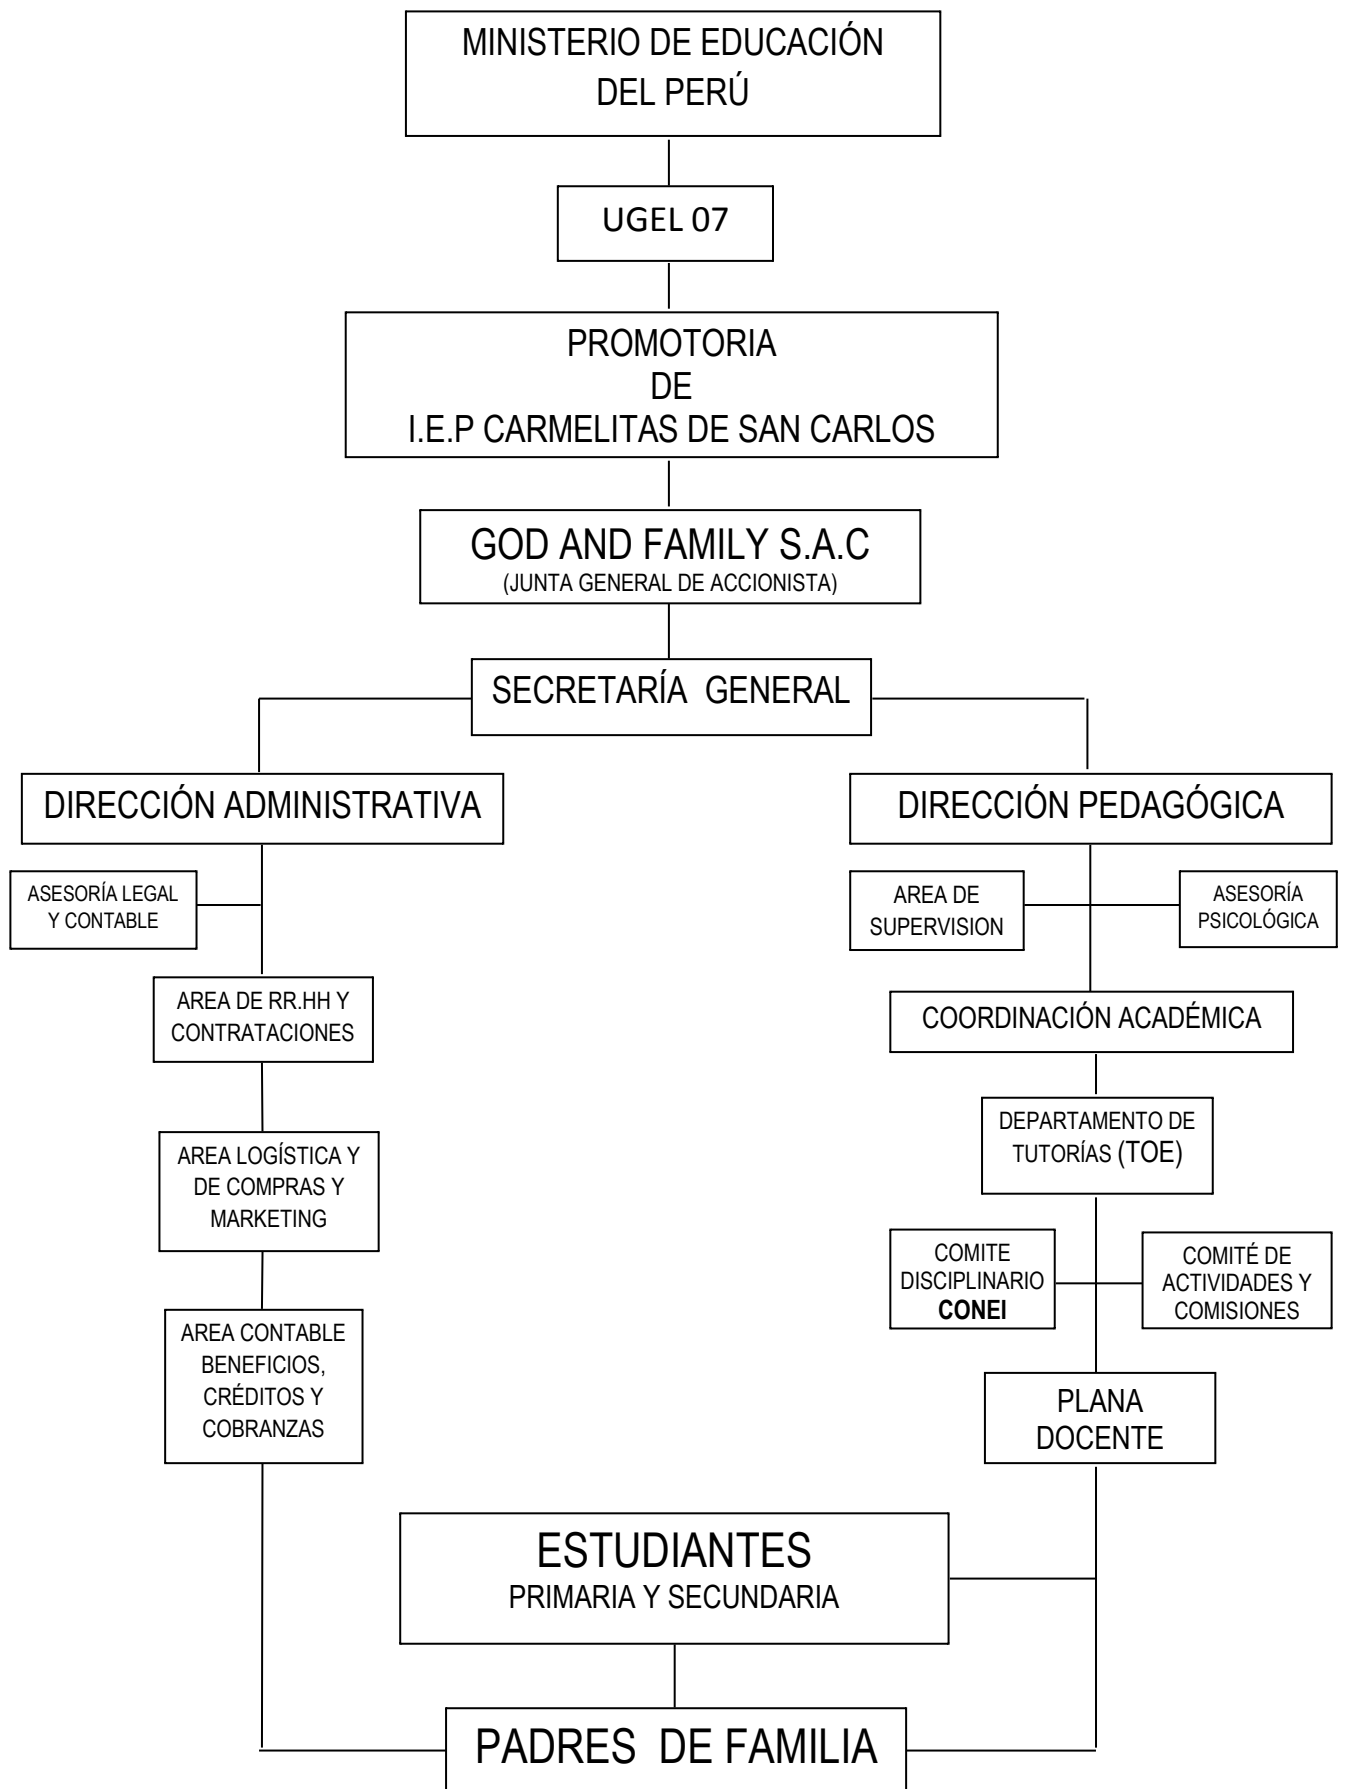 MINISTERIO DE EDUCACIÓN
DEL PERÚ
UGEL 07
PROMOTORIA
DE
I.E.P CARMELITAS DE SAN CARLOS
GOD AND FAMILY S.A.C
(JUNTA GENERAL DE ACCIONISTA)
SECRETARÍA GENERAL
DIRECCIÓN ADMINISTRATIVA
DIRECCIÓN PEDAGÓGICA
ASESORÍA LEGAL
Y CONTABLE
AREA DE
SUPERVISION
ASESORÍA
PSICOLÓGICA
AREA DE RR.HH Y
CONTRATACIONES
COORDINACIÓN ACADÉMICA
DEPARTAMENTO DE
TUTORÍAS (TOE)
AREA LOGÍSTICA Y
DE COMPRAS Y
MARKETING
COMITE
DISCIPLINARIO
CONEI
COMITÉ DE
ACTIVIDADES Y
COMISIONES
AREA CONTABLE
BENEFICIOS,
CRÉDITOS Y
COBRANZAS
PLANA
DOCENTE
ESTUDIANTES
PRIMARIA Y SECUNDARIA
PADRES DE FAMILIA